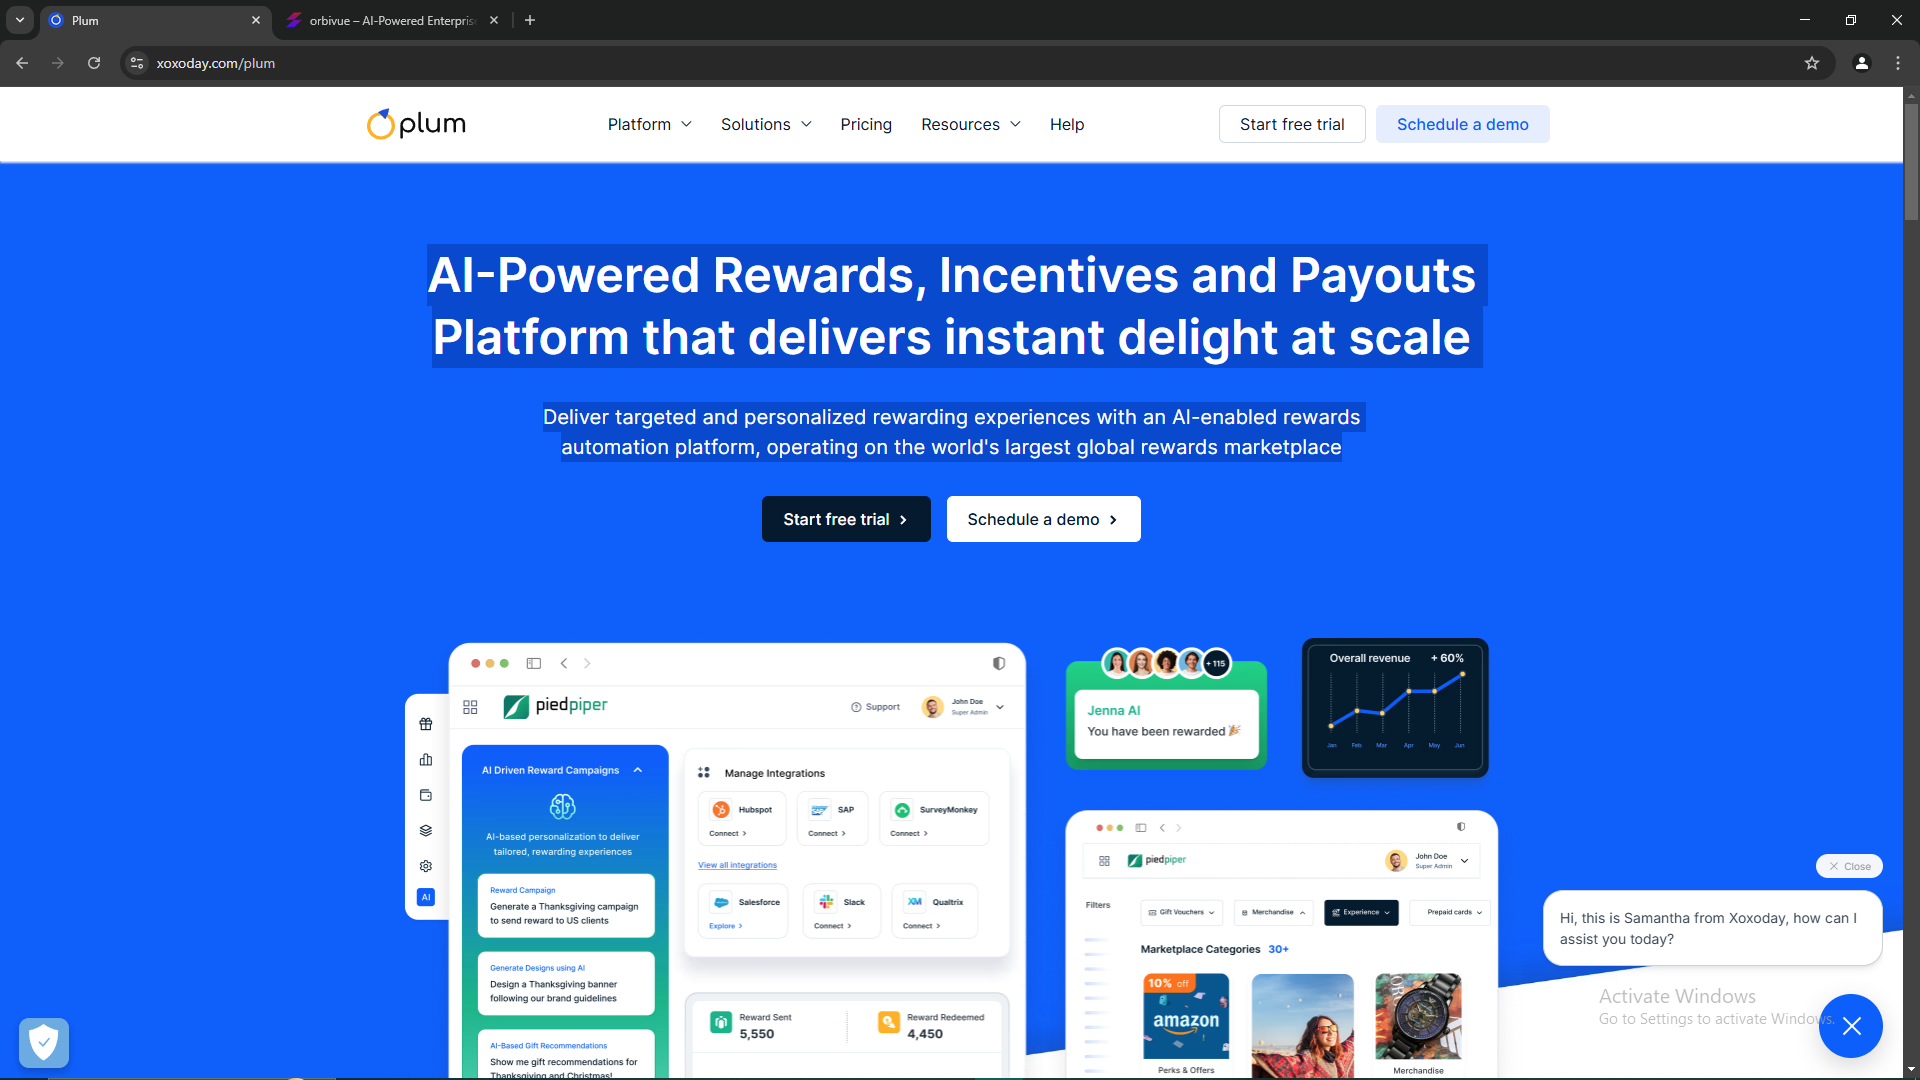 Plum
orbivue – AI-Powered Enterpris
xoxoday.com/plum
plum
Platform
Solutions
Pricing
Resources
Help
Start free trial
Schedule a demo
AI-Powered Rewards, Incentives and Payouts
Platform that delivers instant delight at scale
Deliver targeted and personalized rewarding experiences with an AI-enabled rewards
automation platform, operating on the world's largest global rewards marketplace
Start free trial
Schedule a demo
piedpiper
Support
John Doe
Super Admin
AI
AI Driven Reward Campaigns
AI-based personalization to deliver
tailored, rewarding experiences
Reward Campaign
Generate a Thanksgiving campaign
to send reward to US clients
Generate Designs using AI
Design a Thanksgiving banner
following our brand guidelines
AI-Based Gift Recommendations
Show me gift recommendations for
Thanksgiving and Christmas!
Manage Integrations
Hubspot
Connect >
SAP
Connect >
SurveyMonkey
Connect >
View all integrations
Salesforce
Explore >
Slack
Connect >
XM
Qualtrix
Connect >
Reward Sent
5,550
Reward Redeemed
4,450
+ 115
Jenna AI
You have been rewarded 🎉
Overall revenue
+ 60%
Jan Feb Mar Apr May Jun
piedpiper
John Doe
Super Admin
Filters
Gift Vouchers
Merchandise
Experience
Prepaid cards
Marketplace Categories 30+
10% off
amazon
Perks & Offers
Merchandise
Close
Hi, this is Samantha from Xoxoday, how can I
assist you today?
Activate Windows
Go to Settings to activate Windows.